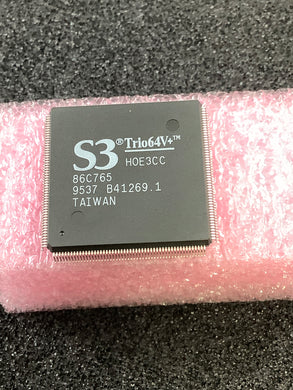 S3® Trio64V+™
HOE3CC
86C765
9537 B41269.1
TAIWAN